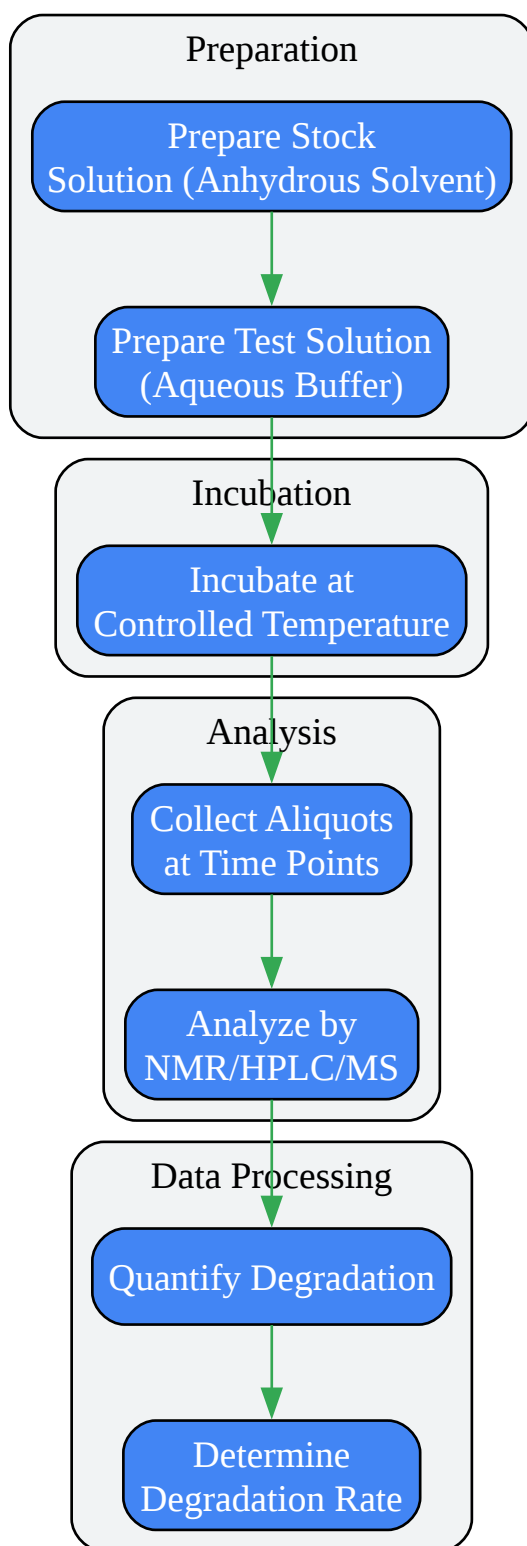 Preparation
Prepare Stock
Solution (Anhydrous Solvent)
Prepare Test Solution
(Aqueous Buffer)
Incubation
Incubate at
Controlled Temperature
Analysis
Collect Aliquots
at Time Points
Analyze by
NMR/HPLC/MS
Data Processing
Quantify Degradation
Determine
Degradation Rate